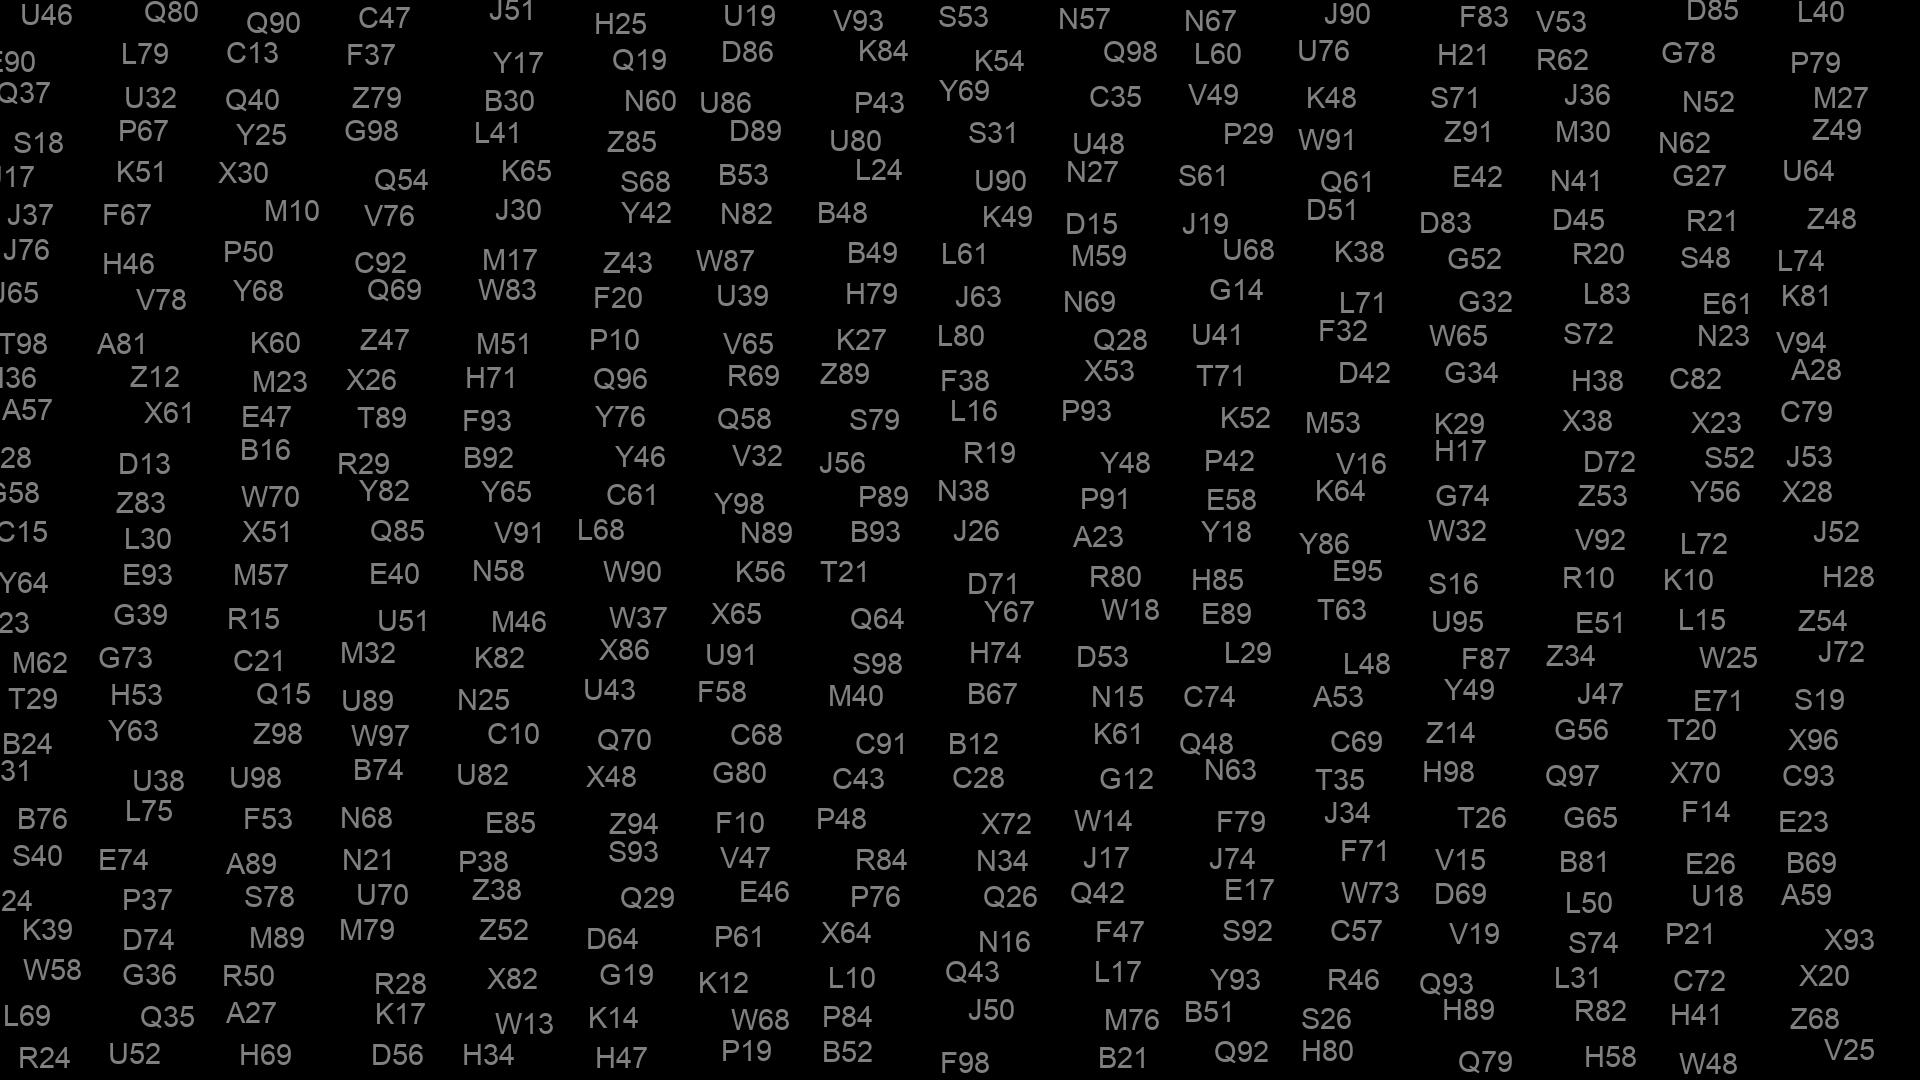 U46 Q80 Q90 C47 J51 H25 U19 V93 S53 N57 N67 J90 F83 V53 D85 L40
E90 L79 C13 F37 Y17 Q19 D86 K84 K54 Q98 L60 U76 H21 R62 G78 P79
Q37 U32 Q40 Z79 B30 N60 U86 P43 Y69 C35 V49 K48 S71 J36 N52 M27
S18 P67 Y25 G98 L41 Z85 D89 U80 S31 U48 P29 W91 Z91 M30 N62 Z49
17 K51 X30 Q54 K65 S68 B53 L24 U90 N27 S61 Q61 E42 N41 G27 U64
J37 F67 M10 V76 J30 Y42 N82 B48 K49 D15 J19 D51 D83 D45 R21 Z48
J76 H46 P50 C92 M17 Z43 W87 B49 L61 M59 U68 K38 G52 R20 S48 L74
J65 V78 Y68 Q69 W83 F20 U39 H79 J63 N69 G14 L71 G32 L83 E61 K81
T98 A81 K60 Z47 M51 P10 V65 K27 L80 Q28 U41 F32 W65 S72 N23 V94
36 Z12 M23 X26 H71 Q96 R69 Z89 F38 X53 T71 D42 G34 H38 C82 A28
A57 X61 E47 T89 F93 Y76 Q58 S79 L16 P93 K52 M53 K29 X38 X23 C79
28 D13 B16 R29 B92 Y46 V32 J56 R19 Y48 P42 V16 H17 D72 S52 J53
G58 Z83 W70 Y82 Y65 C61 Y98 P89 N38 P91 E58 K64 G74 Z53 Y56 X28
C15 L30 X51 Q85 V91 L68 N89 B93 J26 A23 Y18 Y86 W32 V92 L72 J52
Y64 E93 M57 E40 N58 W90 K56 T21 D71 R80 H85 E95 S16 R10 K10 H28
23 G39 R15 U51 M46 W37 X65 Q64 Y67 W18 E89 T63 U95 E51 L15 Z54
M62 G73 C21 M32 K82 X86 U91 S98 H74 D53 L29 L48 F87 Z34 W25 J72
T29 H53 Q15 U89 N25 U43 F58 M40 B67 N15 C74 A53 Y49 J47 E71 S19
B24 Y63 Z98 W97 C10 Q70 C68 C91 B12 K61 Q48 C69 Z14 G56 T20 X96
31 U38 U98 B74 U82 X48 G80 C43 C28 G12 N63 T35 H98 Q97 X70 C93
B76 L75 F53 N68 E85 Z94 F10 P48 X72 W14 F79 J34 T26 G65 F14 E23
S40 E74 A89 N21 P38 S93 V47 R84 N34 J17 J74 F71 V15 B81 E26 B69
24 P37 S78 U70 Z38 Q29 E46 P76 Q26 Q42 E17 W73 D69 L50 U18 A59
K39 D74 M89 M79 Z52 D64 P61 X64 N16 F47 S92 C57 V19 S74 P21 X93
W58 G36 R50 R28 X82 G19 K12 L10 Q43 L17 Y93 R46 Q93 L31 C72 X20
L69 Q35 A27 K17 W13 K14 W68 P84 J50 M76 B51 S26 H89 R82 H41 Z68
R24 U52 H69 D56 H34 H47 P19 B52 F98 B21 Q92 H80 Q79 H58 W48 V25